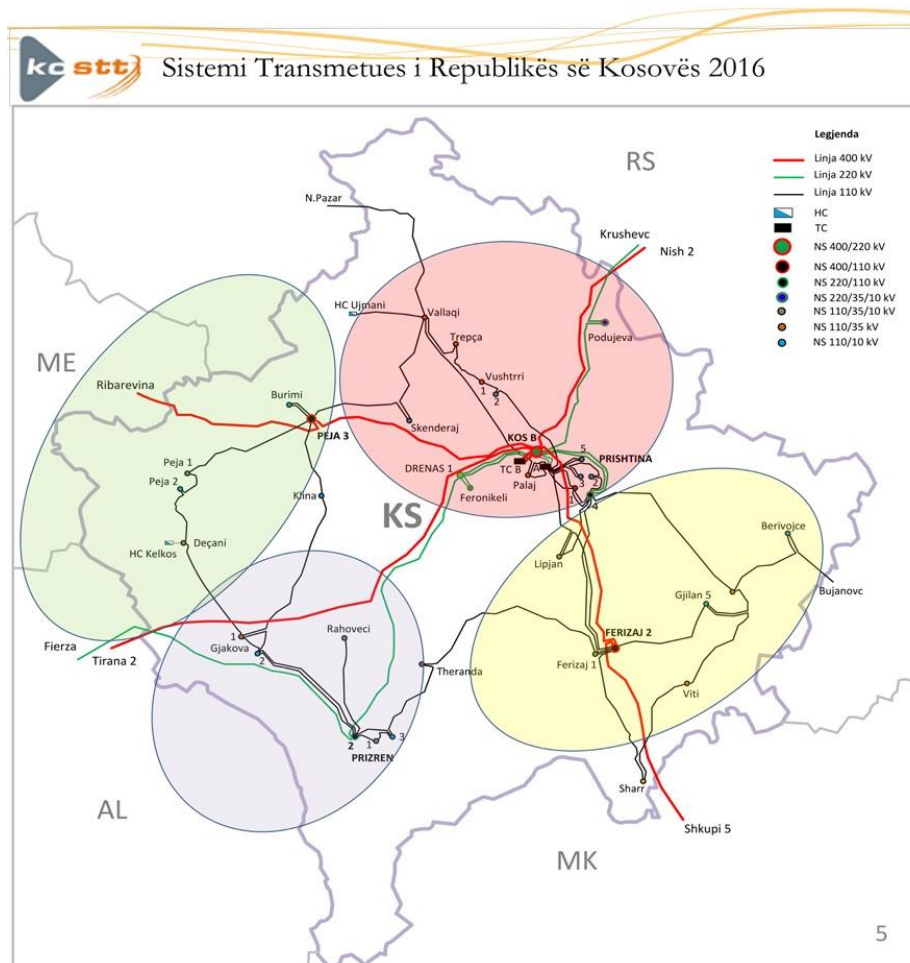 kostt
Sistemi Transmetues i Republikës së Kosovës 2016
Legjenda
Linja 400 kV
Linja 220 kV
Linja 110 kV
HC
TC
NS 400/220 kV
NS 400/110 kV
NS 220/110 kV
NS 220/35/10 kV
NS 110/35/10 kV
NS 110/35 kV
NS 110/10 kV
RS
N.Pazar
Krushevc
Nish 2
HC Ujmani
Vallaqi
Podujeva
Trepça
ME
Vushtrri
1
2
Ribarevina
Burimi
PEJA 3
Skenderaj
KOS B
PRISHTINA
5
DRENAS 1
TC B
A
Palaj
3
2
1
4
Peja 1
Peja 2
Feronikeli
Klina
KS
Berivojce
HC Kelkos
Deçani
Lipjan
Bujanovc
Gjilan 5
Fierza
Tirana 2
1
Gjakova
2
Rahoveci
Theranda
FERIZAJ 2
Ferizaj 1
Viti
2
1
3
PRIZREN
Sharr
AL
Shkupi 5
MK
5